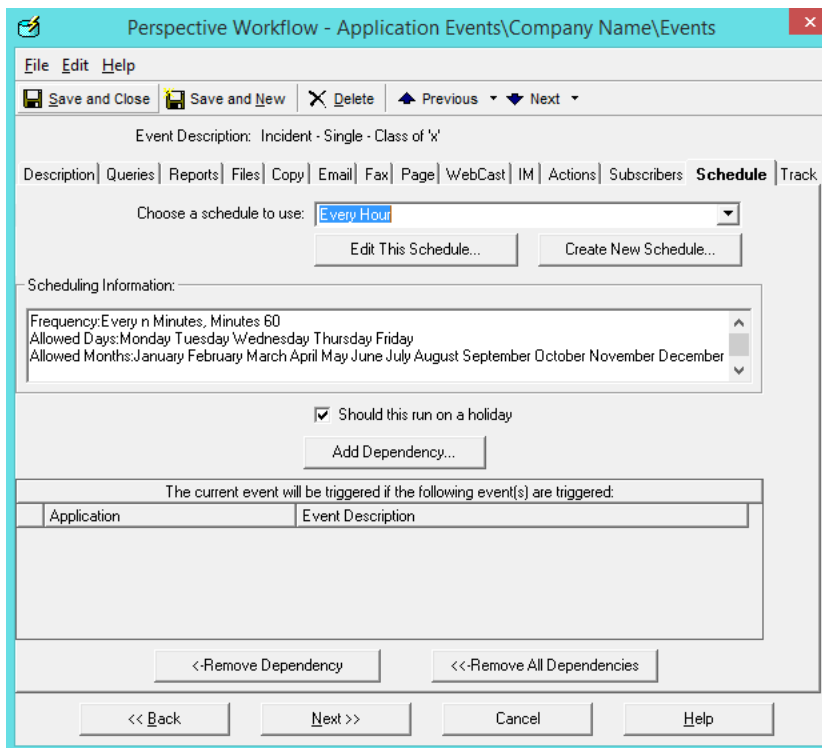 Perspective Workflow - Application Events\Company Name\Events
File Edit Help
Save and Close Save and New Delete Previous Next
Event Description: Incident - Single - Class of 'x'
Description Queries Reports Files Copy Email Fax Page WebCast IM Actions Subscribers Schedule Track
Choose a schedule to use: Every Hour
Edit This Schedule... Create New Schedule...
Scheduling Information:
Frequency:Every n Minutes, Minutes 60
Allowed Days:Monday Tuesday Wednesday Thursday Friday
Allowed Months:January February March April May June July August September October November December
Should this run on a holiday
Add Dependency...
The current event will be triggered if the following event(s) are triggered:
Application Event Description
<-Remove Dependency <<-Remove All Dependencies
<< Back Next >> Cancel Help